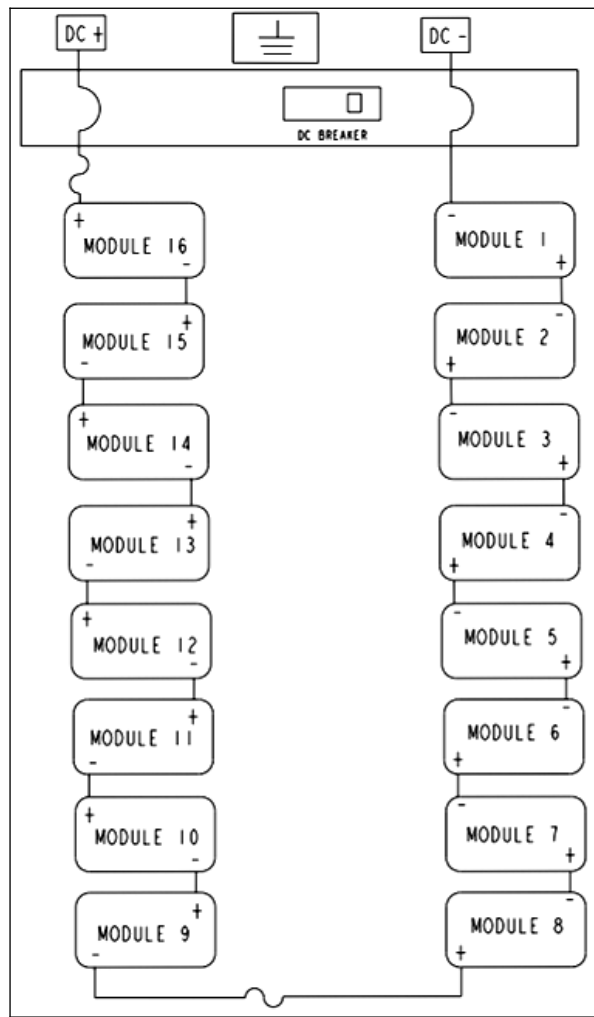 DC +
DC -
DC BREAKER
+
MODULE 16
-
-
MODULE 1
+
+
MODULE 15
-
-
MODULE 2
+
+
MODULE 14
-
-
MODULE 3
+
+
MODULE 13
-
-
MODULE 4
+
+
MODULE 12
-
-
MODULE 5
+
+
MODULE 11
-
-
MODULE 6
+
+
MODULE 10
-
-
MODULE 7
+
+
MODULE 9
-
-
MODULE 8
+